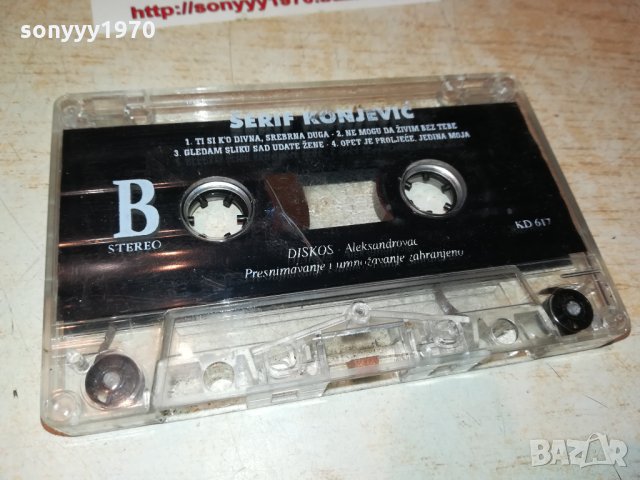 sonyyy1970
http://sonyyy1970.baz
SERIF KONJEVIĆ
1. TI SI K'O DIVNA, SREBRNA DUGA · 2. NE MOGU DA ŽIVIM BEZ TEBE
3. GLEDAM SLIKU SAD UDATE ŽENE · 4. OPET JE PROLJEĆE, JEDINA MOJA
B
STEREO
DISKOS - Aleksandrovac
KD 617
Presnimavanje i umnožavanje zabranjeno
BAZAR